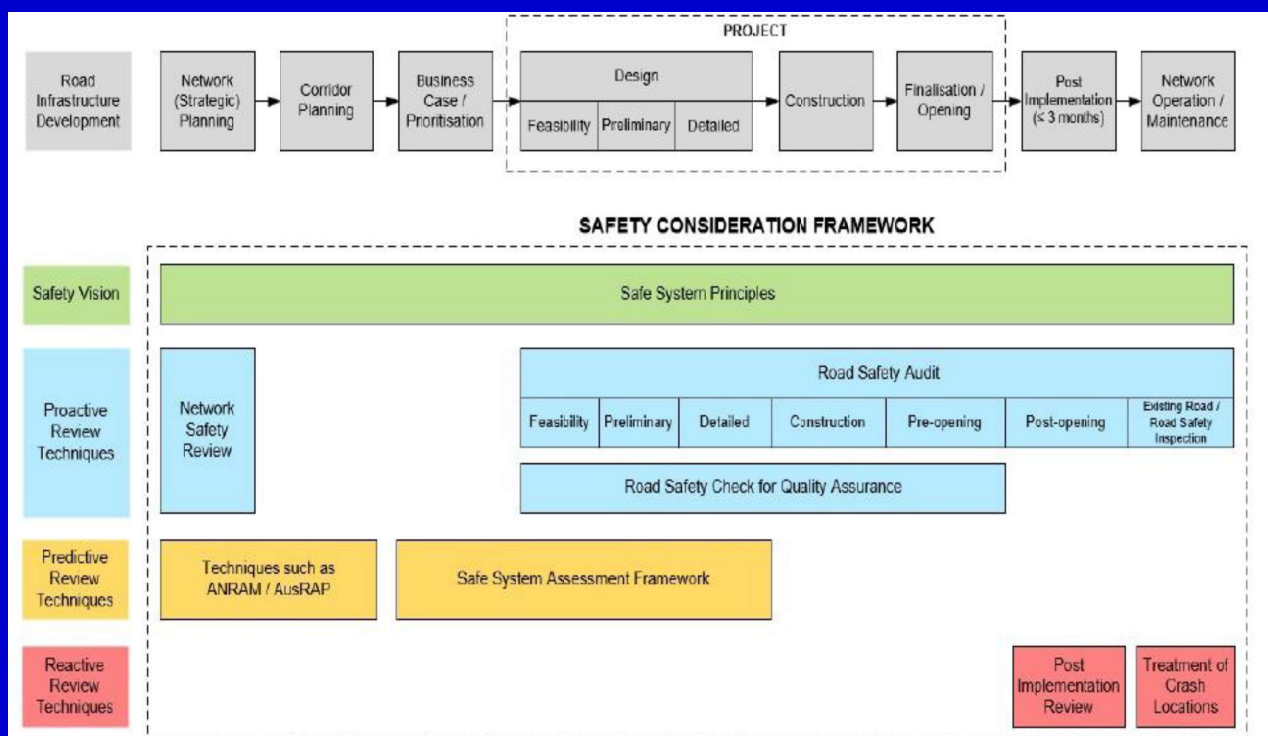 PROJECT
Road
Infrastructure
Development
Network
(Strategic)
Planning
Corridor
Planning
Business
Case /
Prioritisation
Design
Feasibility
Preliminary
Detailed
Construction
Finalisation /
Opening
Post
Implementation
(≤ 3 months)
Network
Operation /
Maintenance
SAFETY CONSIDERATION FRAMEWORK
Safety Vision
Safe System Principles
Proactive
Review
Techniques
Network
Safety
Review
Road Safety Audit
Feasibility
Preliminary
Detailed
Construction
Pre-opening
Post-opening
Existing Road /
Road Safety
Inspection
Road Safety Check for Quality Assurance
Predictive
Review
Techniques
Techniques such as
ANRAM / AusRAP
Safe System Assessment Framework
Reactive
Review
Techniques
Post
Implementation
Review
Treatment of
Crash
Locations